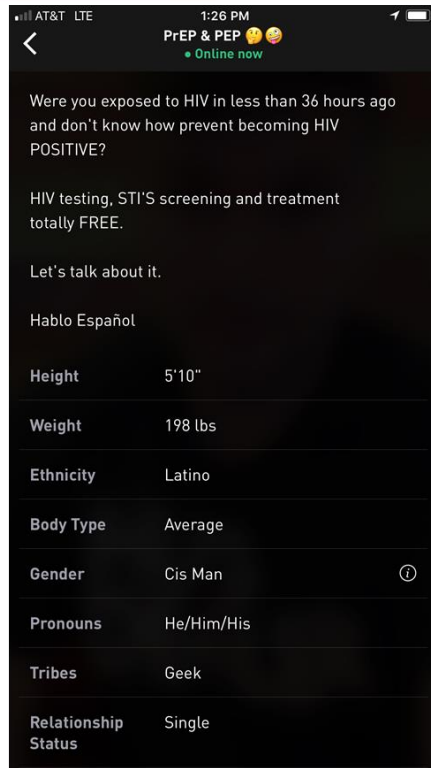 AT&T LTE 1:26 PM
PrEP & PEP 🤔🤪
• Online now
Were you exposed to HIV in less than 36 hours ago
and don't know how prevent becoming HIV
POSITIVE?
HIV testing, STI'S screening and treatment
totally FREE.
Let's talk about it.
Hablo Español
Height 5'10"
Weight 198 lbs
Ethnicity Latino
Body Type Average
Gender Cis Man
Pronouns He/Him/His
Tribes Geek
Relationship Single
Status